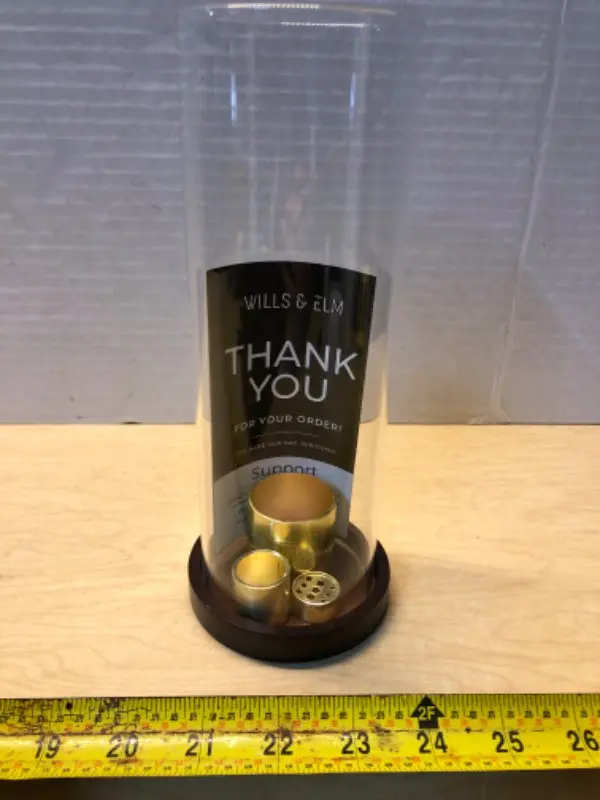 WILLS & ELM
THANK
YOU
FOR YOUR ORDER!
Support
2F
19 20 21 22 23 24 25 26